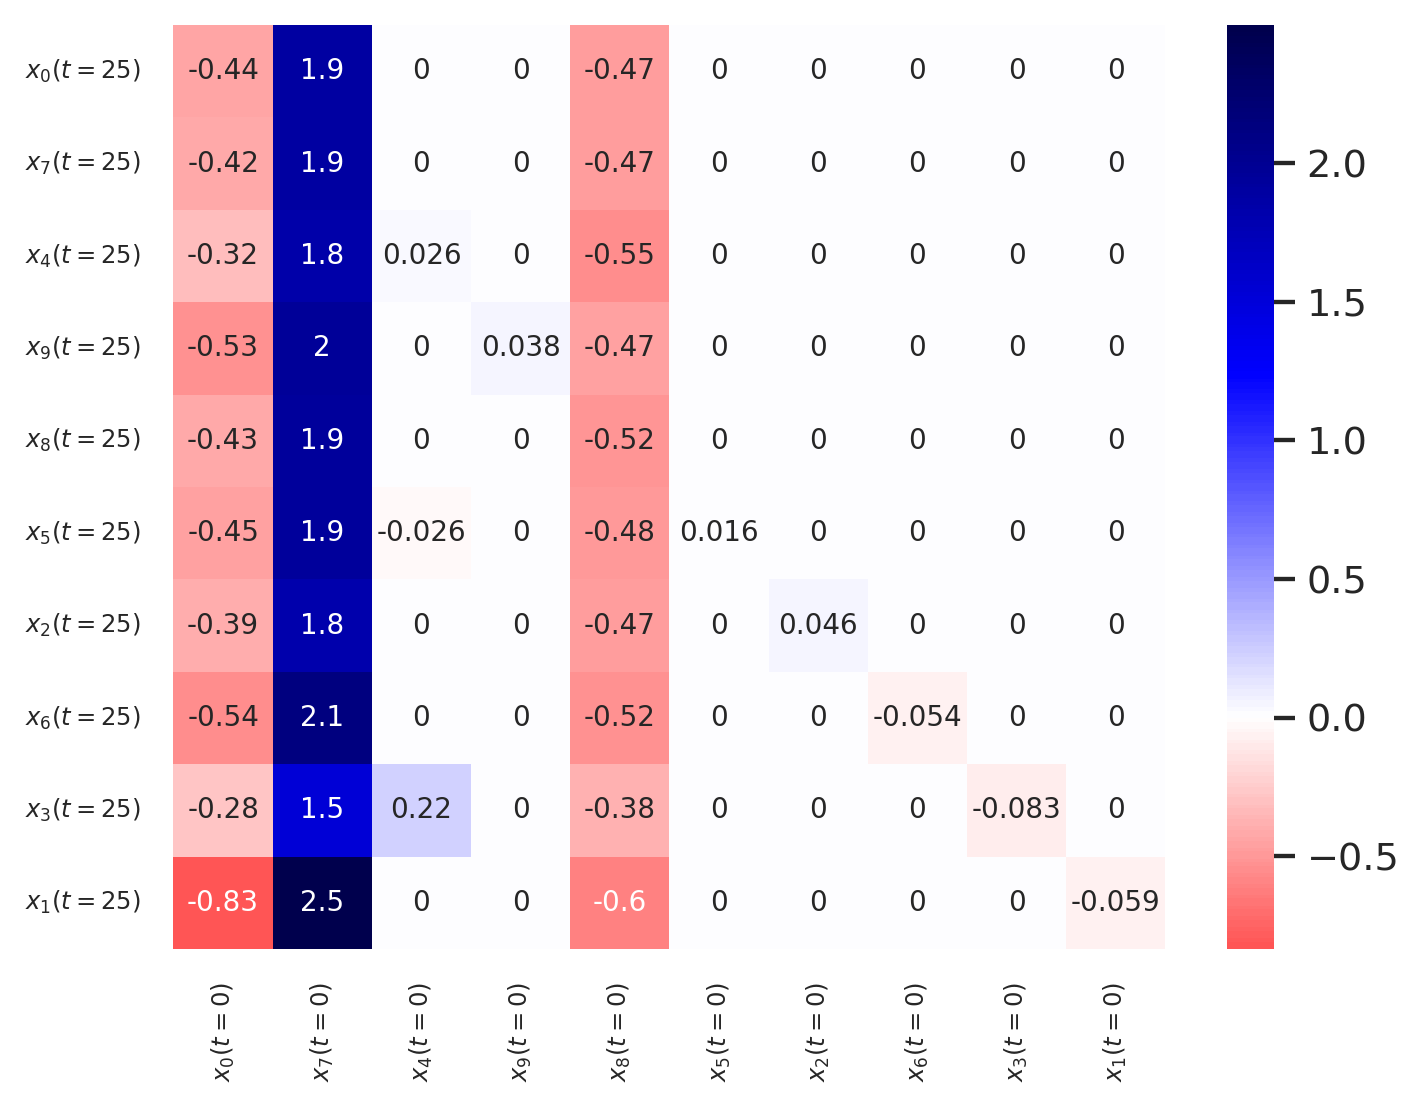 x₀(t = 25) -0.44 1.9 0 0 -0.47 0 0 0 0 0
x₇(t = 25) -0.42 1.9 0 0 -0.47 0 0 0 0 0
x₄(t = 25) -0.32 1.8 0.026 0 -0.55 0 0 0 0 0
x₉(t = 25) -0.53 2 0 0.038 -0.47 0 0 0 0 0
x₈(t = 25) -0.43 1.9 0 0 -0.52 0 0 0 0 0
x₅(t = 25) -0.45 1.9 -0.026 0 -0.48 0.016 0 0 0 0
x₂(t = 25) -0.39 1.8 0 0 -0.47 0 0.046 0 0 0
x₆(t = 25) -0.54 2.1 0 0 -0.52 0 0 -0.054 0 0
x₃(t = 25) -0.28 1.5 0.22 0 -0.38 0 0 0 -0.083 0
x₁(t = 25) -0.83 2.5 0 0 -0.6 0 0 0 0 -0.059
x₀(t = 0) x₇(t = 0) x₄(t = 0) x₉(t = 0) x₈(t = 0) x₅(t = 0) x₂(t = 0) x₆(t = 0) x₃(t = 0) x₁(t = 0)
2.0
1.5
1.0
0.5
0.0
−0.5